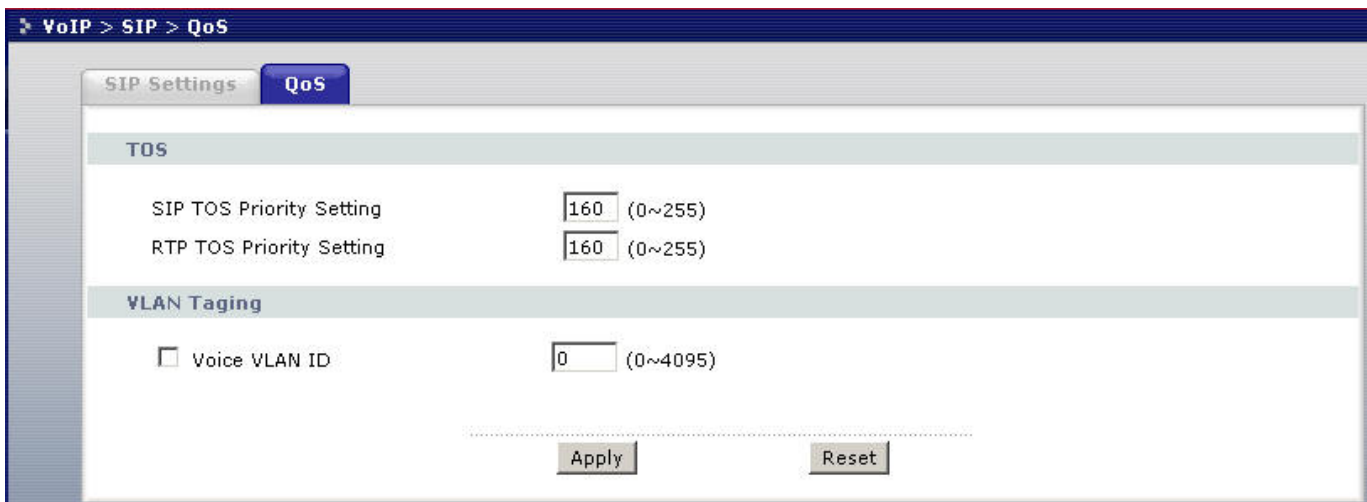 VoIP > SIP > QoS
SIP Settings QoS
TOS
SIP TOS Priority Setting 160 (0~255)
RTP TOS Priority Setting 160 (0~255)
VLAN Taging
Voice VLAN ID 0 (0~4095)
Apply Reset